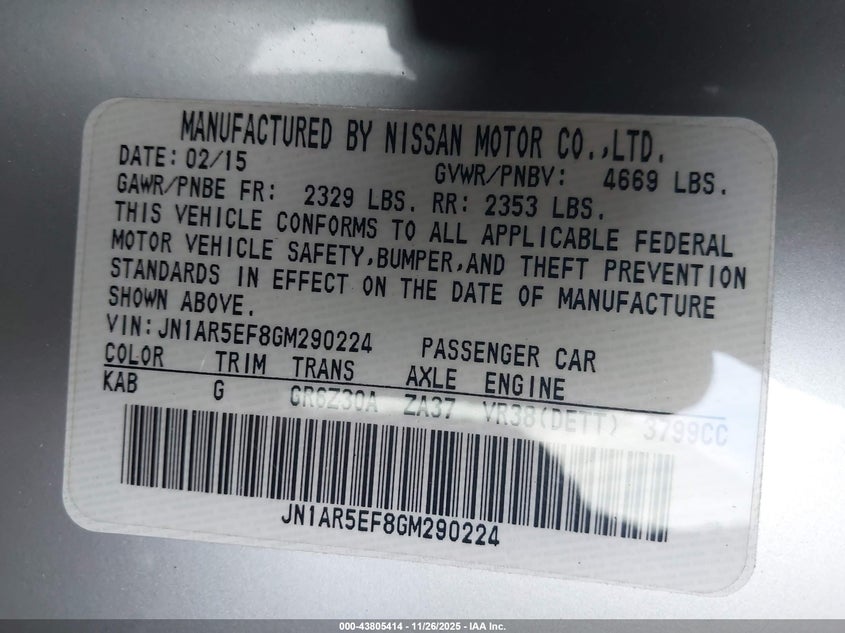 MANUFACTURED BY NISSAN MOTOR CO.,LTD.
DATE: 02/15 GVWR/PNBV: 4669 LBS.
GAWR/PNBE FR: 2329 LBS. RR: 2353 LBS.
THIS VEHICLE CONFORMS TO ALL APPLICABLE FEDERAL
MOTOR VEHICLE SAFETY,BUMPER,AND THEFT PREVENTION
STANDARDS IN EFFECT ON THE DATE OF MANUFACTURE
SHOWN ABOVE.
VIN:JN1AR5EF8GM290224 PASSENGER CAR
COLOR TRIM TRANS AXLE ENGINE
KAB G GR6Z30A ZA37 VR38(DETT) 3799CC
JN1AR5EF8GM290224
000-43805414 - 11/26/2025 - IAA Inc.